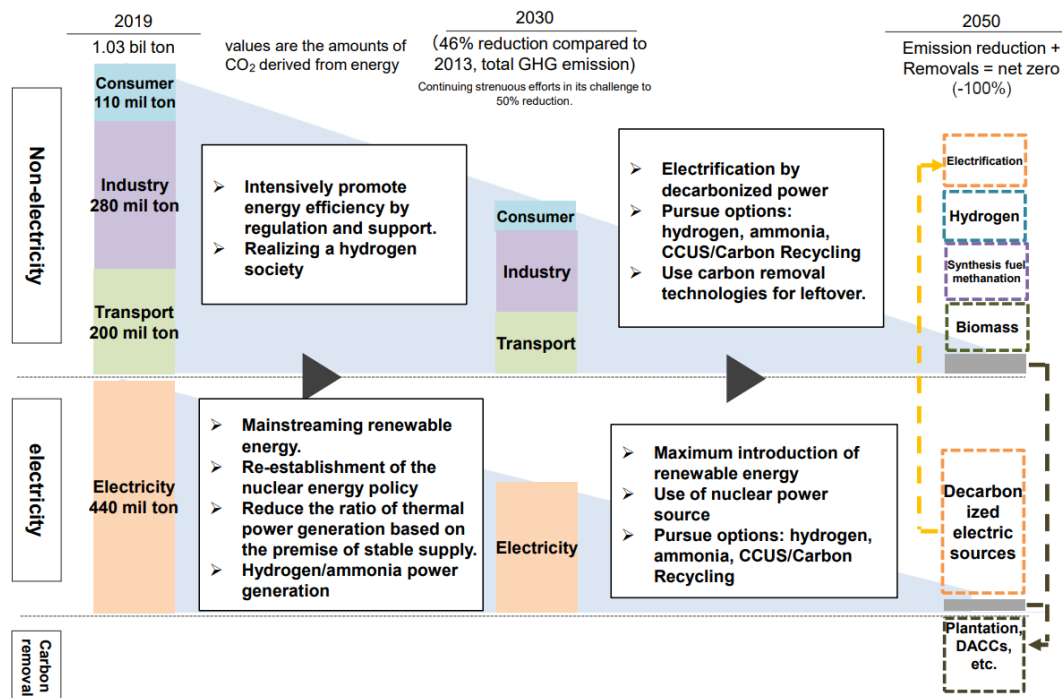 2019
1.03 bil ton
values are the amounts of
CO₂ derived from energy
2030
(46% reduction compared to
2013, total GHG emission)
Continuing strenuous efforts in its challenge to
50% reduction.
2050
Emission reduction +
Removals = net zero
(-100%)
Non-electricity
Consumer
110 mil ton
Industry
280 mil ton
Transport
200 mil ton
➢ Intensively promote
energy efficiency by
regulation and support.
➢ Realizing a hydrogen
society
Consumer
Industry
Transport
➢ Electrification by
decarbonized power
➢ Pursue options:
hydrogen, ammonia,
CCUS/Carbon Recycling
➢ Use carbon removal
technologies for leftover.
Electrification
Hydrogen
Synthesis fuel
methanation
Biomass
electricity
Electricity
440 mil ton
➢ Mainstreaming renewable
energy.
➢ Re-establishment of the
nuclear energy policy
➢ Reduce the ratio of thermal
power generation based on
the premise of stable supply.
➢ Hydrogen/ammonia power
generation
Electricity
➢ Maximum introduction of
renewable energy
➢ Use of nuclear power
source
➢ Pursue options: hydrogen,
ammonia, CCUS/Carbon
Recycling
Decarbon
ized
electric
sources
Carbon
removal
Plantation,
DACCs,
etc.